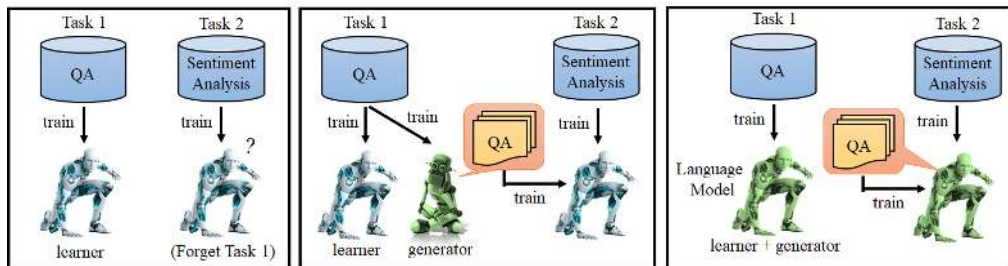 Task 1
Task 2
QA
Sentiment
Analysis
train
train
?
learner
(Forget Task 1)
Task 1
Task 2
QA
Sentiment
Analysis
train
train
train
QA
train
learner
generator
Task 1
Task 2
QA
Sentiment
Analysis
train
train
QA
Language
Model
train
learner + generator